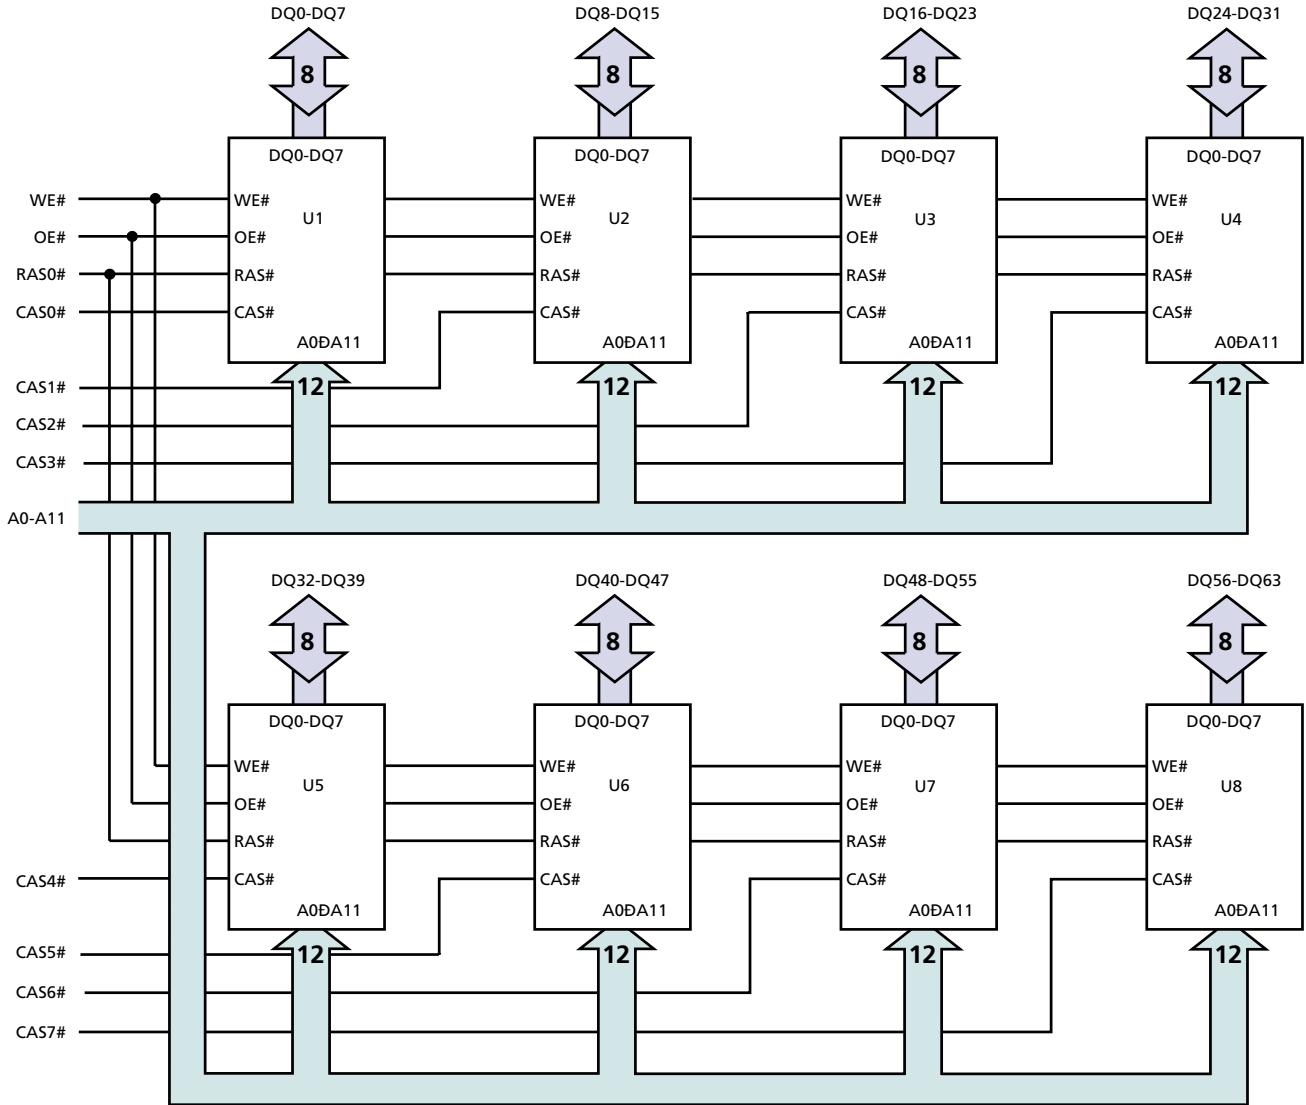 DQ0-DQ7 DQ8-DQ15 DQ16-DQ23 DQ24-DQ31
8 8 8 8
DQ0-DQ7 DQ0-DQ7 DQ0-DQ7 DQ0-DQ7
WE# WE# WE# WE# WE#
U1 U2 U3 U4
OE# OE# OE# OE# OE#
RAS0# RAS# RAS# RAS# RAS#
CAS0# CAS# CAS# CAS# CAS#
A0ÐA11 A0ÐA11 A0ÐA11 A0ÐA11
CAS1# 12 12 12 12
CAS2#
CAS3#
A0-A11
DQ32-DQ39 DQ40-DQ47 DQ48-DQ55 DQ56-DQ63
8 8 8 8
DQ0-DQ7 DQ0-DQ7 DQ0-DQ7 DQ0-DQ7
WE# WE# WE# WE#
U5 U6 U7 U8
OE# OE# OE# OE#
RAS# RAS# RAS# RAS#
CAS4# CAS# CAS# CAS# CAS#
A0ÐA11 A0ÐA11 A0ÐA11 A0ÐA11
CAS5# 12 12 12 12
CAS6#
CAS7#